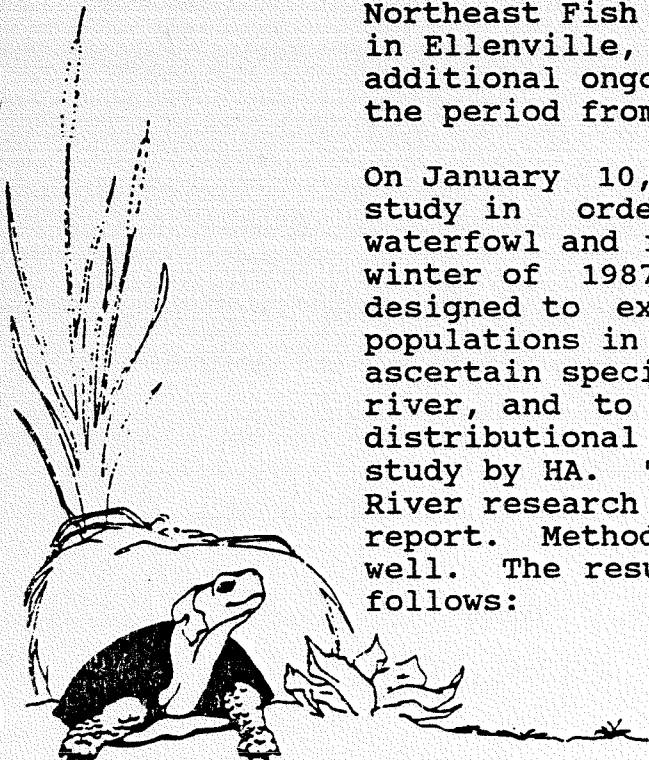 Northeast Fish
in Ellenville,
additional ongo
the period from
On January 10,
study in orde
waterfowl and
winter of 1987
designed to ex
populations in
ascertain speci
river, and to
distributional
study by HA.
River research
report. Method
well. The resu
follows: